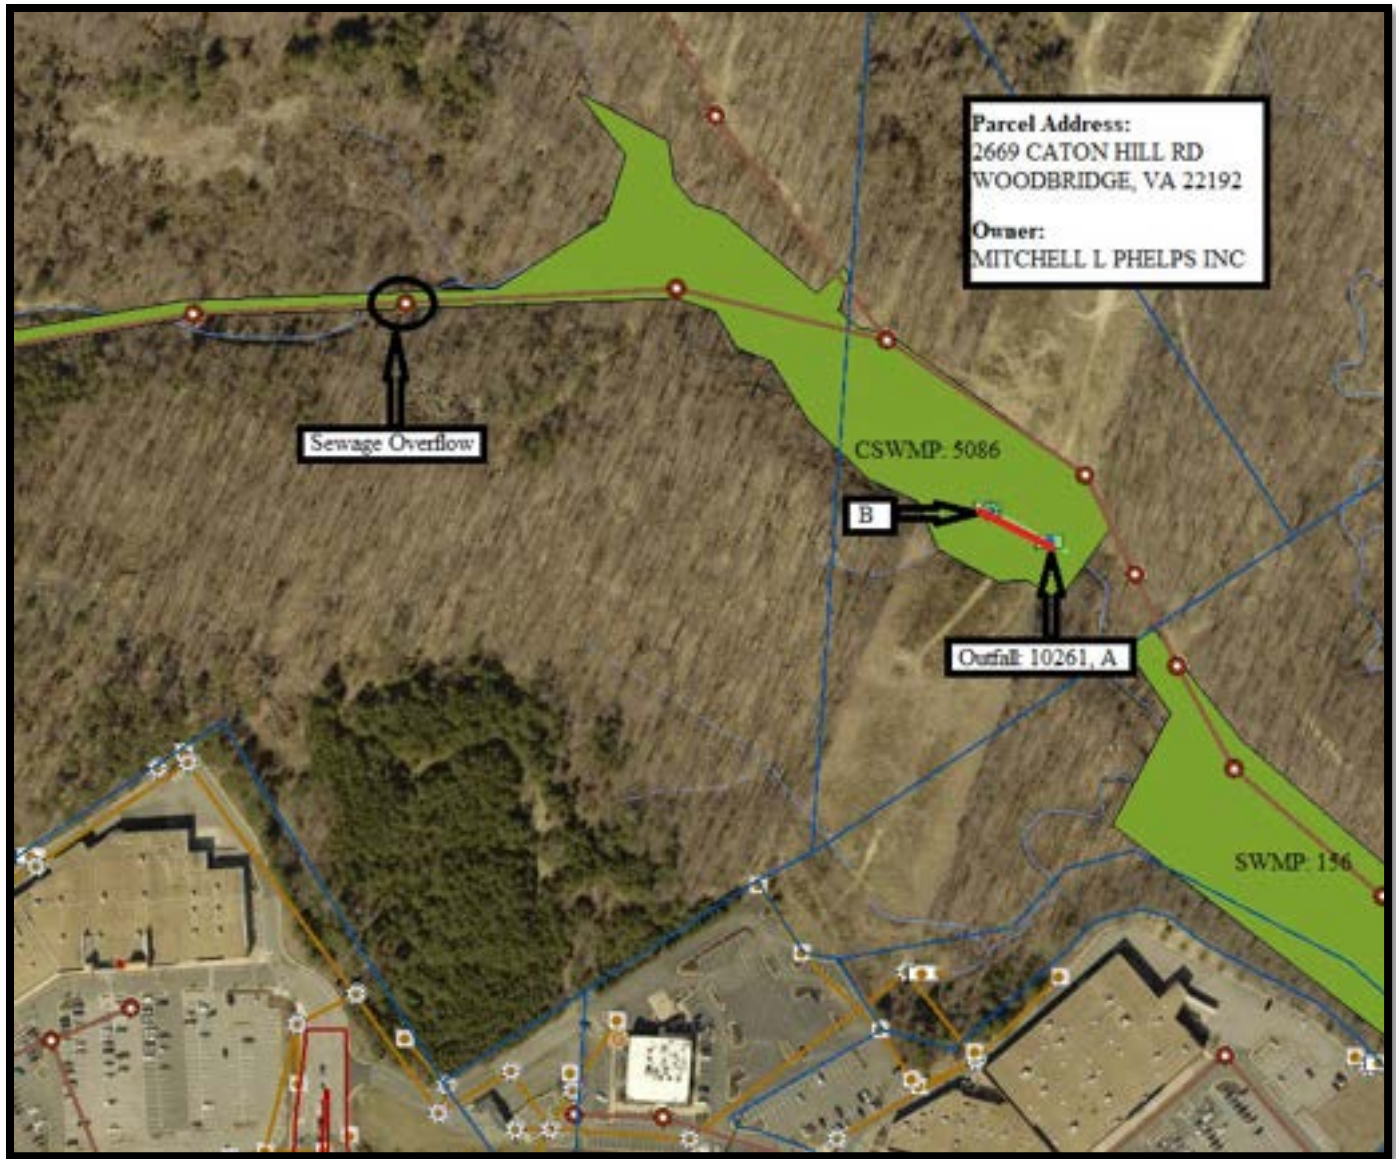 Parcel Address:
2669 CATON HILL RD
WOODBRIDGE, VA 22192
Owner:
MITCHELL L PHELPS INC
Sewage Overflow
CSWMP: 5086
B
Outfall: 10261, A
SWMP: 156